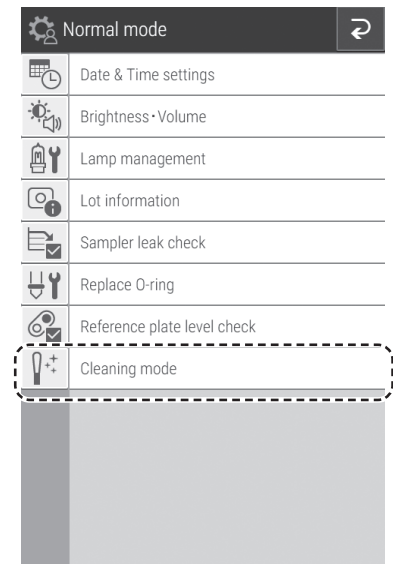 Normal mode
Date & Time settings
Brightness・Volume
Lamp management
Lot information
Sampler leak check
Replace O-ring
Reference plate level check
Cleaning mode